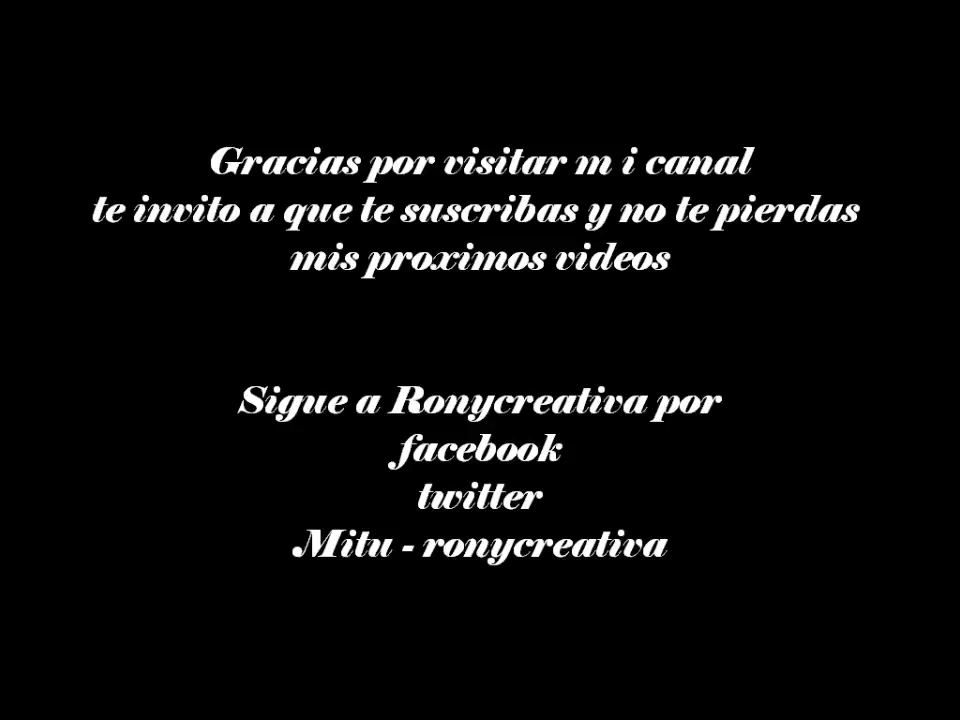 Gracias por visitar m i canal
te invito a que te suscribas y no te pierdas
mis proximos videos
Sigue a Ronycreativa por
facebook
twitter
Mitu - ronycreativa